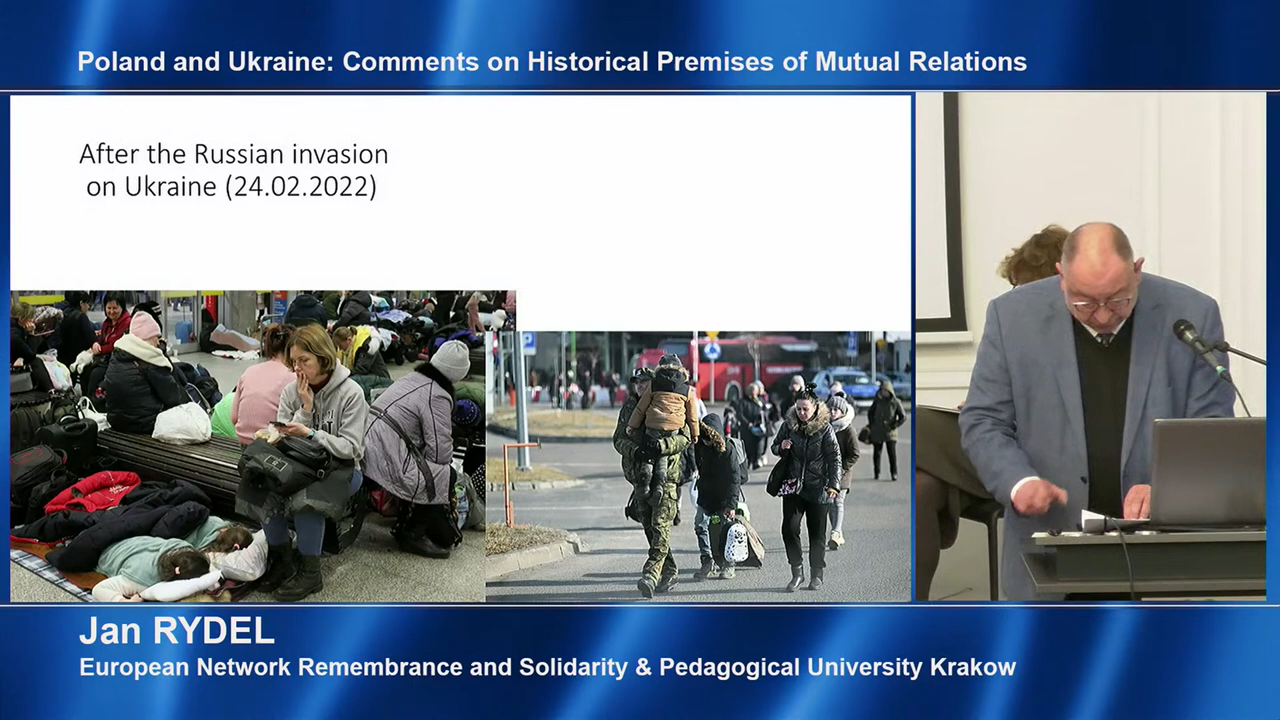 Poland and Ukraine: Comments on Historical Premises of Mutual Relations
After the Russian invasion
on Ukraine (24.02.2022)
Jan RYDEL
European Network Remembrance and Solidarity & Pedagogical University Krakow